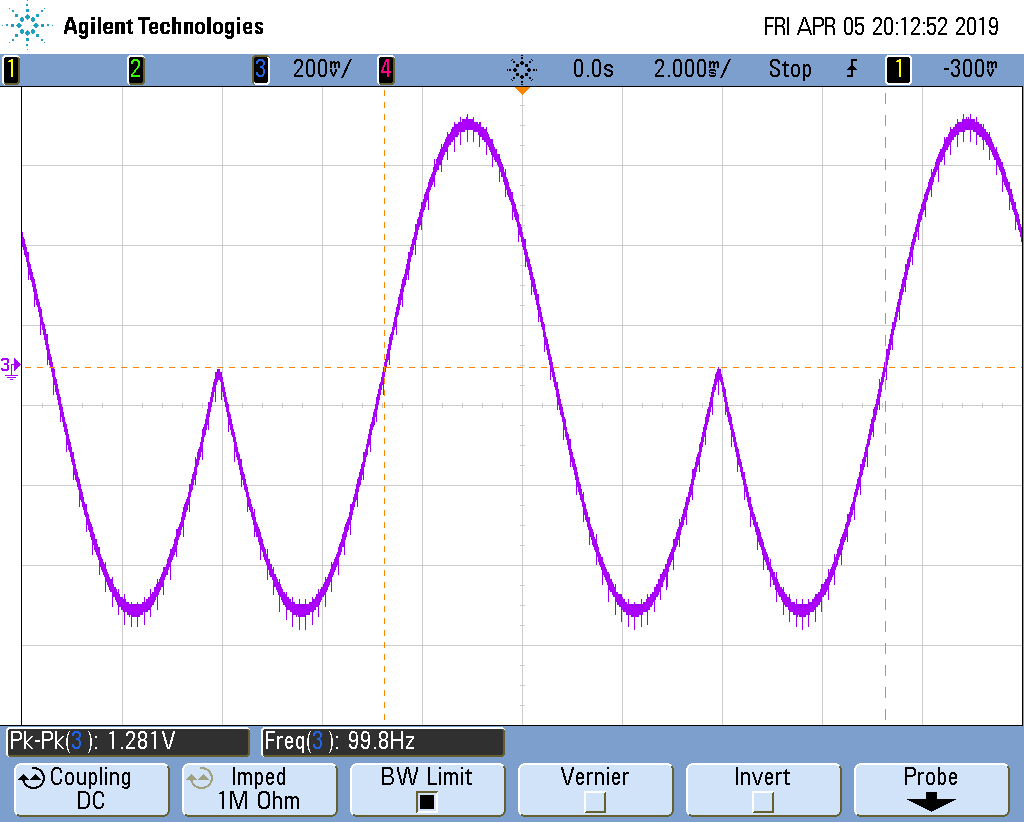 Agilent Technologies FRI APR 05 20:12:52 2019
1 2 3 200mV/ 4 0.0s 2.000ms/ Stop 1 -300mV
3
Pk-Pk(3): 1.281V Freq(3): 99.8Hz
Coupling Imped BW Limit Vernier Invert Probe
DC 1M Ohm